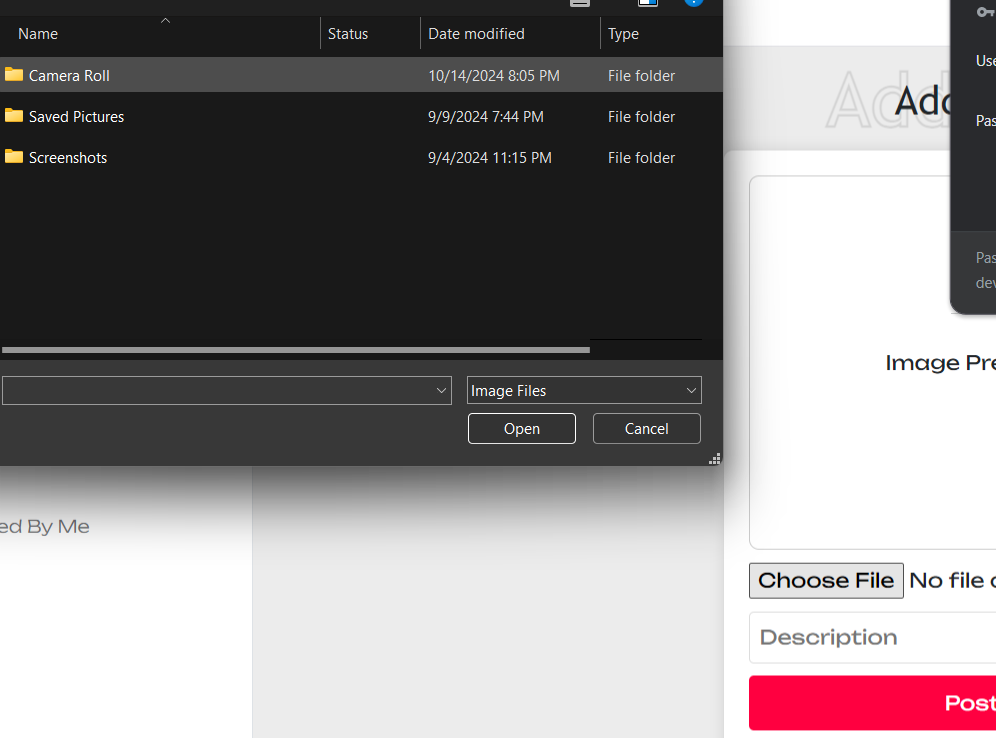 Name Status Date modified Type
Camera Roll 10/14/2024 8:05 PM File folder
Saved Pictures 9/9/2024 7:44 PM File folder
Screenshots 9/4/2024 11:15 PM File folder
Image Files
Open Cancel
ed By Me
Add
Use
Pas
Pas
dev
Image Pre
Choose File No file c
Description
Post